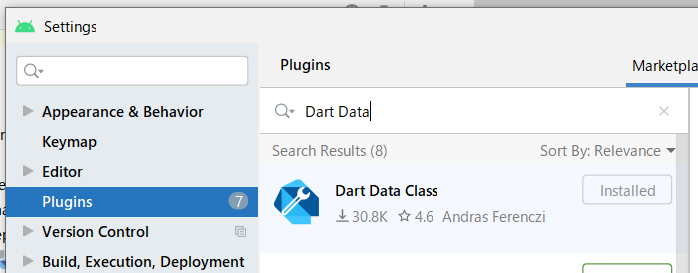 Settings
Plugins
Marketpla
Appearance & Behavior
Dart Data
Keymap
Search Results (8)
Sort By: Relevance
Editor
Plugins
7
Dart Data Class
Installed
30.8K
4.6
Andras Ferenczi
Version Control
Build, Execution, Deployment